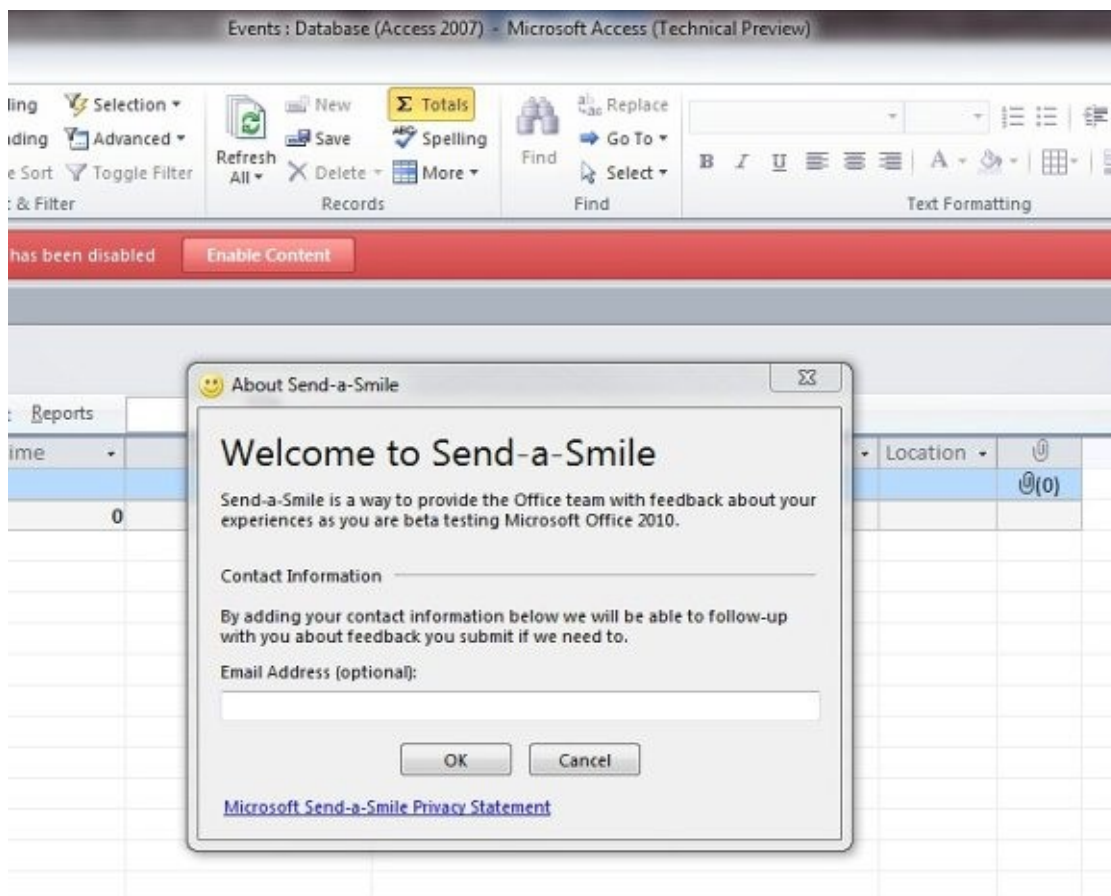 Events : Database (Access 2007) - Microsoft Access (Technical Preview)
Selection New Σ Totals Replace
Advanced Save Spelling Go To
Sort Toggle Filter Refresh All Delete More Find Select B I U A
& Filter Records Find Text Formatting
has been disabled Enable Content
About Send-a-Smile
Reports
Welcome to Send-a-Smile
Location
(0)
Send-a-Smile is a way to provide the Office team with feedback about your
0
experiences as you are beta testing Microsoft Office 2010.
Contact Information
By adding your contact information below we will be able to follow-up
with you about feedback you submit if we need to.
Email Address (optional):
OK Cancel
Microsoft Send-a-Smile Privacy Statement